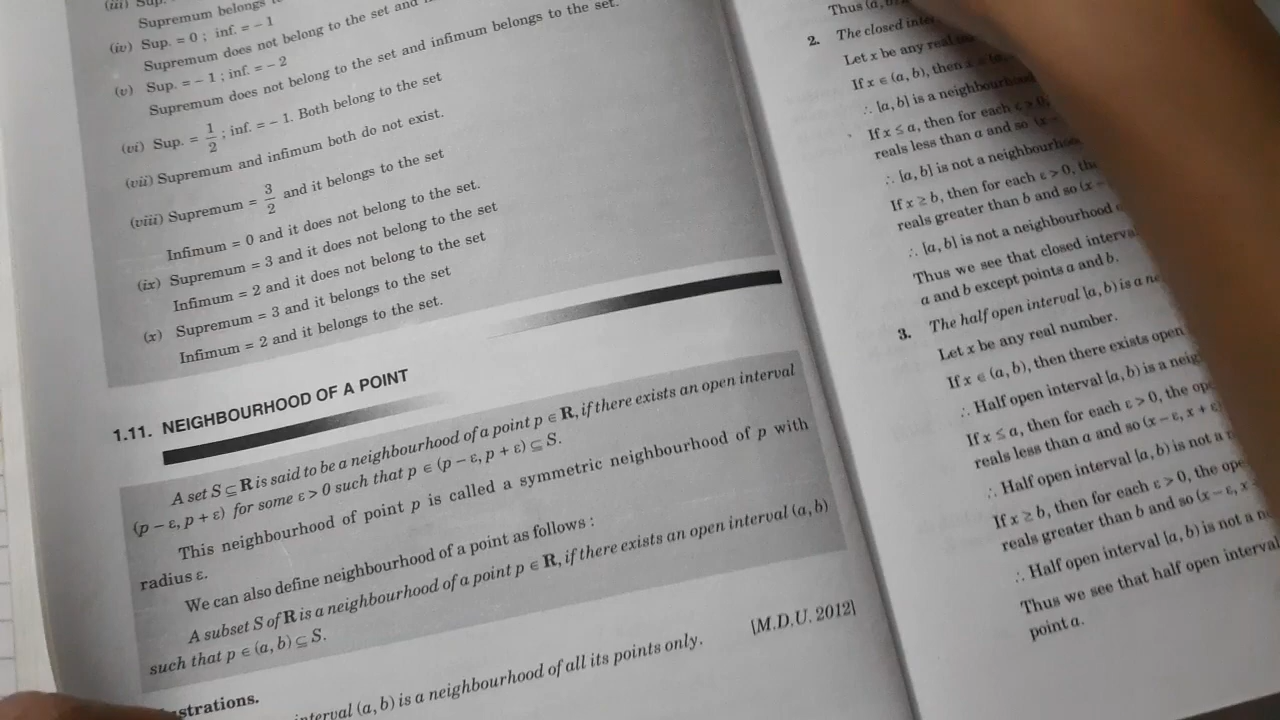 (iii) Sup.
Supremum belongs
(iv) Sup. = 0 ; inf. = – 1
Supremum does not belong to the set and
(v) Sup. = – 1 ; inf. = – 2
Supremum does not belong to the set and infimum belongs to the set.
(vi) Sup. = 1/2 ; inf. = – 1. Both belong to the set
(vii) Supremum and infimum both do not exist.
(viii) Supremum = 3/2 and it belongs to the set
Infimum = 0 and it does not belong to the set.
(ix) Supremum = 3 and it does not belong to the set
Infimum = 2 and it does not belong to the set
(x) Supremum = 3 and it belongs to the set
Infimum = 2 and it belongs to the set.
1.11. NEIGHBOURHOOD OF A POINT
A set S ⊆ R is said to be a neighbourhood of a point p ∈ R, if there exists an open interval
(p – ε, p + ε) for some ε > 0 such that p ∈ (p – ε, p + ε) ⊆ S.
This neighbourhood of point p is called a symmetric neighbourhood of p with
radius ε.
We can also define neighbourhood of a point as follows :
A subset S of R is a neighbourhood of a point p ∈ R, if there exists an open interval (a, b)
such that p ∈ (a, b) ⊆ S.
[M.D.U. 2012]
strations.
interval (a, b) is a neighbourhood of all its points only.
Thus (a,
2. The closed
Let x be any real
If x ∈ (a, b), then
∴ [a, b] is a
If x ≤ a, then for each ε > 0,
reals less than a and so (x –
∴ [a, b] is not a
If x ≥ b, then for each ε > 0, the
reals greater than b and so (x –
∴ [a, b] is not a neighbourhood
Thus we see that closed
a and b except points a and b.
3. The half open interval [a, b) is a
Let x be any real number.
If x ∈ (a, b), then there exists open
∴ Half open interval [a, b) is a
If x ≤ a, then for each ε > 0, the
reals less than a and so (x – ε, x + ε)
∴ Half open interval [a, b) is not a
If x ≥ b, then for each ε > 0, the
reals greater than b and so (x – ε, x
∴ Half open interval [a, b) is not a
Thus we see that half open interval
point a.